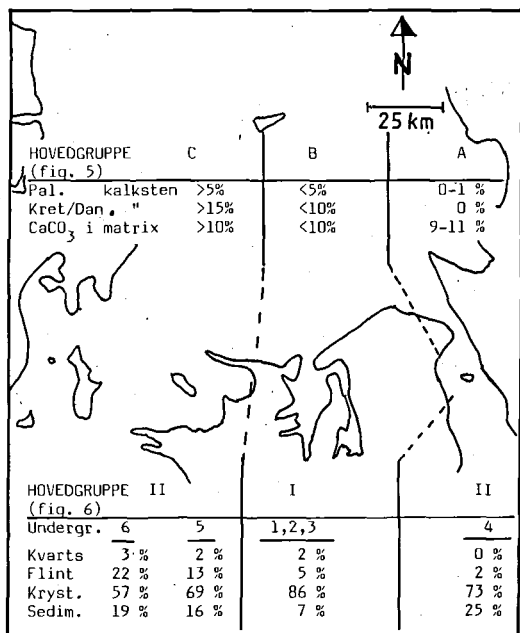 N
25 km
HOVEDGRUPPE C B A
(fig. 5)
Pal. kalksten >5% <5% 0-1 %
Kret/Dan. " >15% <10% 0 %
CaCO3 i matrix >10% <10% 9-11 %
HOVEDGRUPPE II I II
(fig. 6)
Undergr. 6 5 1,2,3 4
Kvarts 3 % 2 % 2 % 0 %
Flint 22 % 13 % 5 % 2 %
Kryst. 57 % 69 % 86 % 73 %
Sedim. 19 % 16 % 7 % 25 %